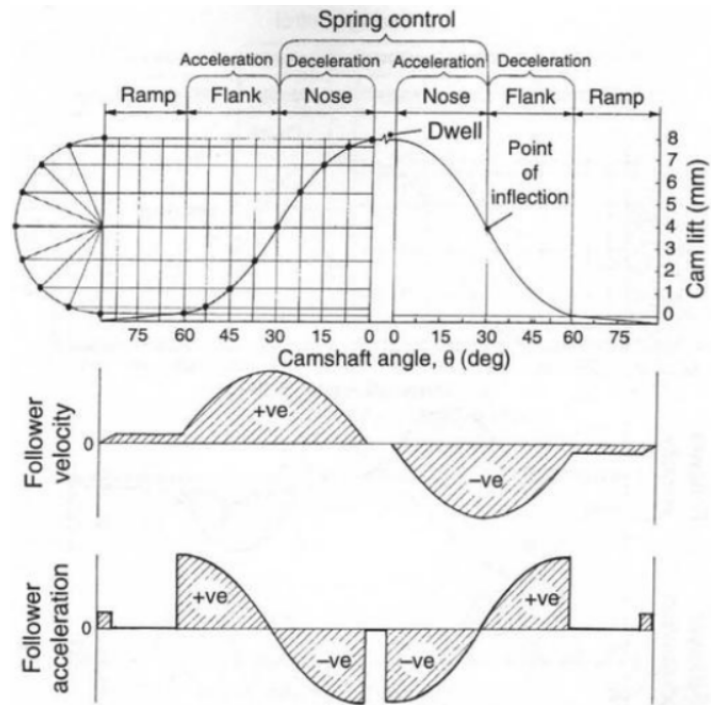 Spring control
Acceleration Deceleration Acceleration Deceleration
Ramp Flank Nose Nose Flank Ramp
Dwell
Point of
inflection
8
7
6
5
4
3
2
1
0
Cam lift (mm)
75 60 45 30 15 0 0 15 30 45 60 75
Camshaft angle, θ (deg)
Follower
velocity
0
+ve
–ve
Follower
acceleration
0
+ve
–ve
–ve
+ve